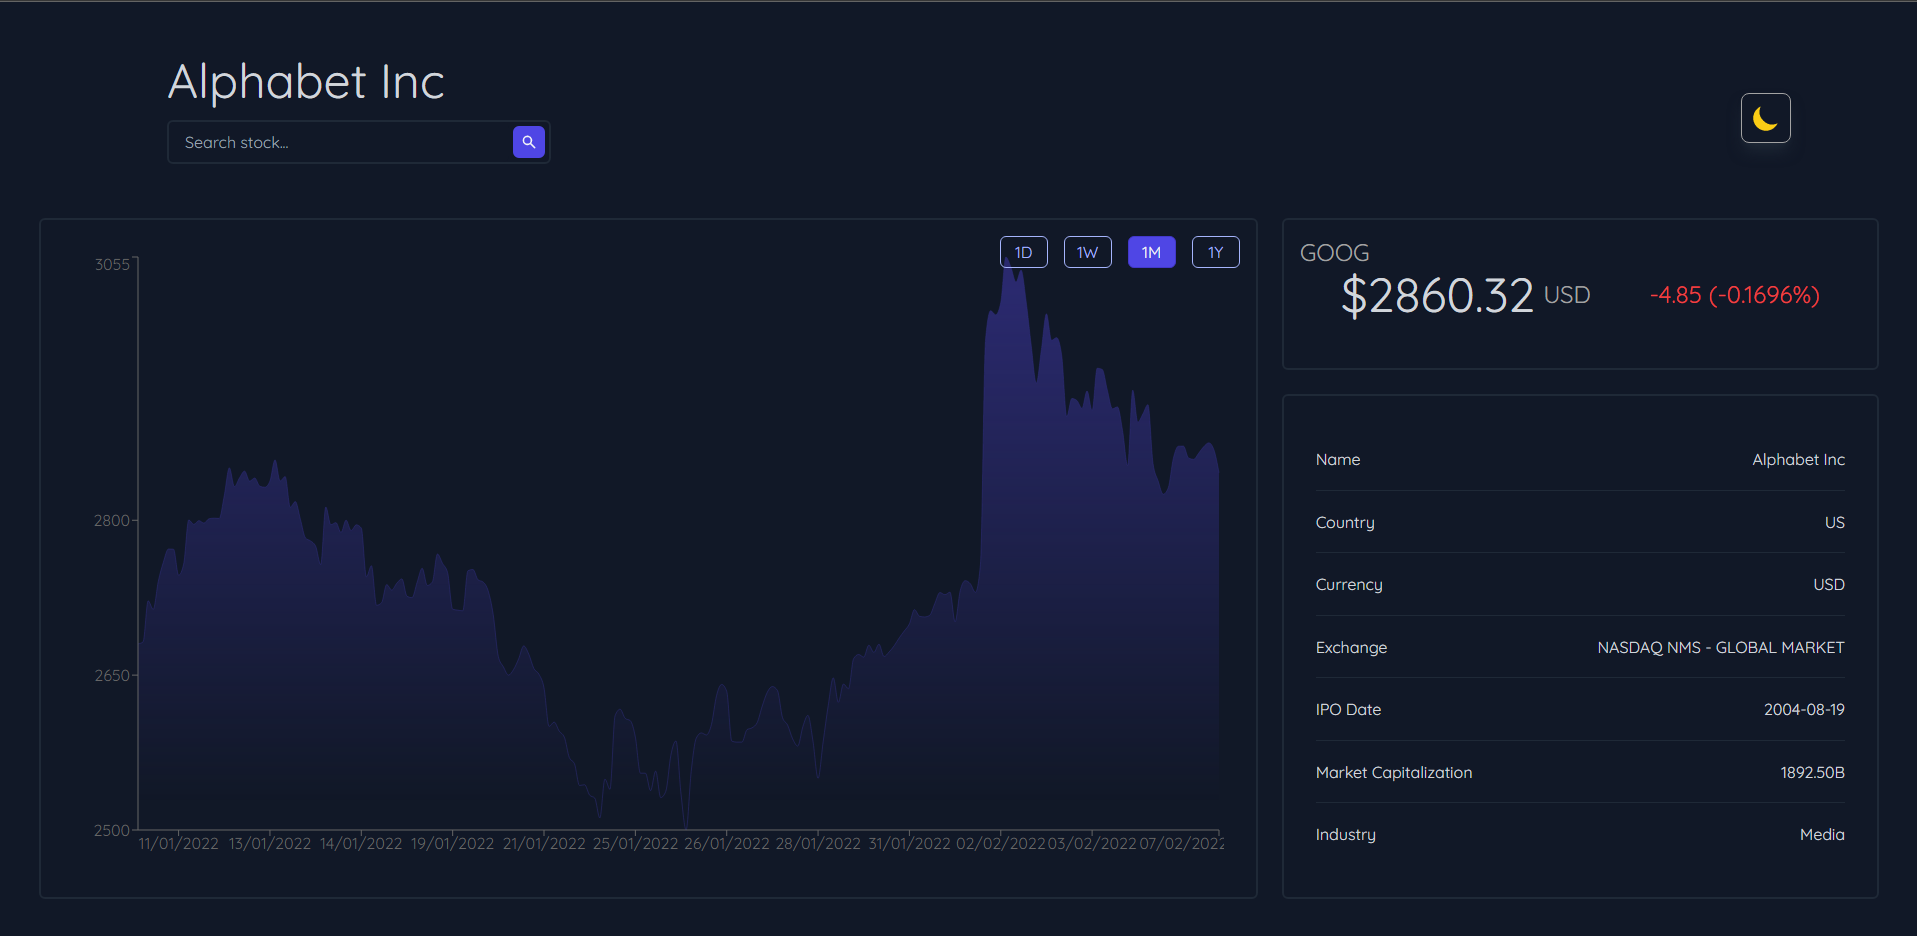 Alphabet Inc
Search stock...
1D 1W 1M 1Y
3055
2800
2650
2500
11/01/2022 13/01/2022 14/01/2022 19/01/2022 21/01/2022 25/01/2022 26/01/2022 28/01/2022 31/01/2022 02/02/2022 03/02/2022 07/02/2022
GOOG
$2860.32 USD -4.85 (-0.1696%)
Name Alphabet Inc
Country US
Currency USD
Exchange NASDAQ NMS - GLOBAL MARKET
IPO Date 2004-08-19
Market Capitalization 1892.50B
Industry Media